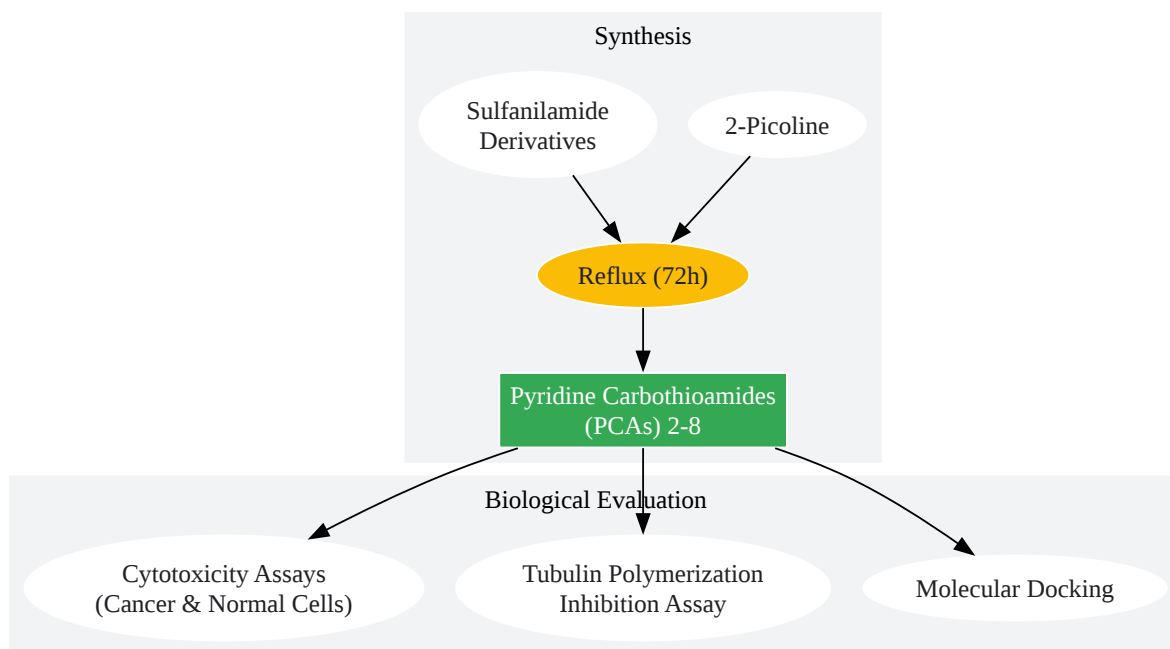 Synthesis
Sulfanilamide
Derivatives
2-Picoline
Reflux (72h)
Pyridine Carbothioamides
(PCAs) 2-8
Biological Evaluation
Cytotoxicity Assays
(Cancer & Normal Cells)
Tubulin Polymerization
Inhibition Assay
Molecular Docking